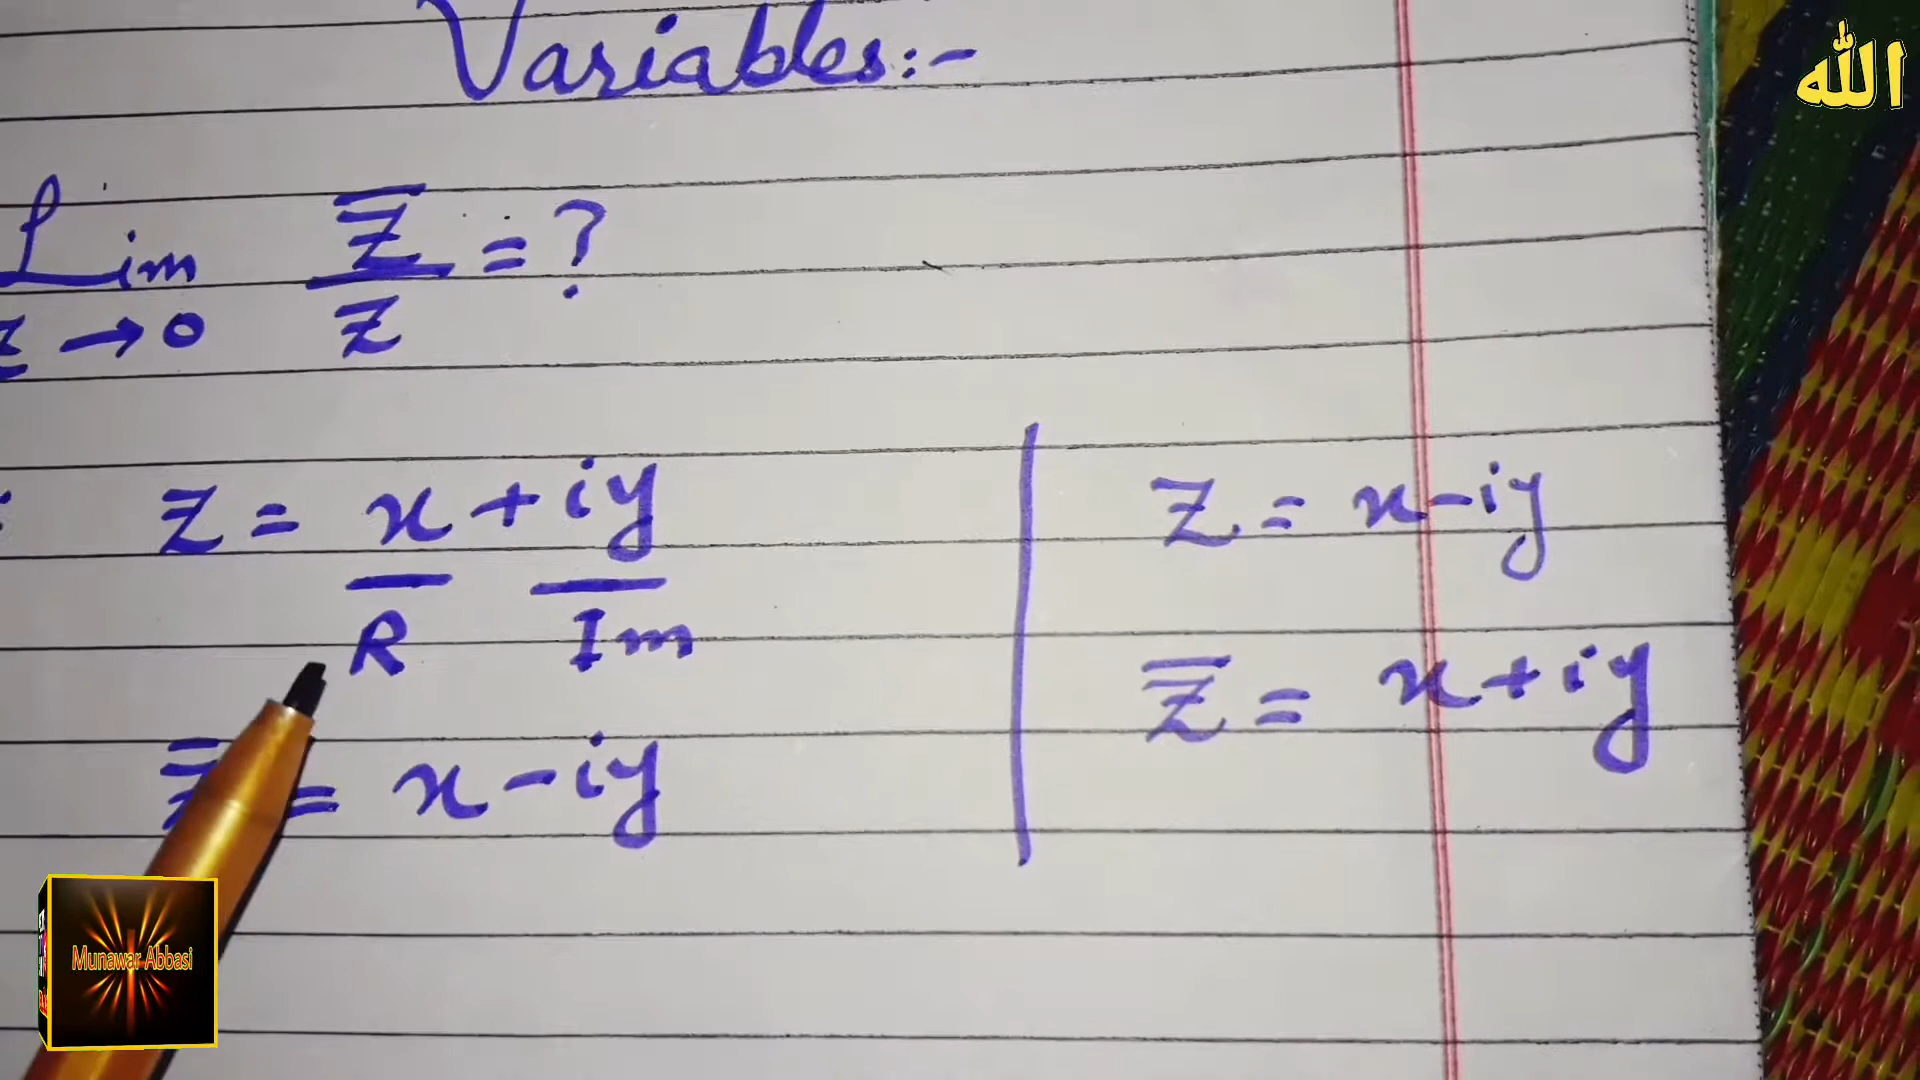 Variables:-
الله
Lim z̄/z = ?
z → 0
z = x + iy
R Im
z̄ = x - iy
z = x - iy
z̄ = x + iy
Munawar Abbasi